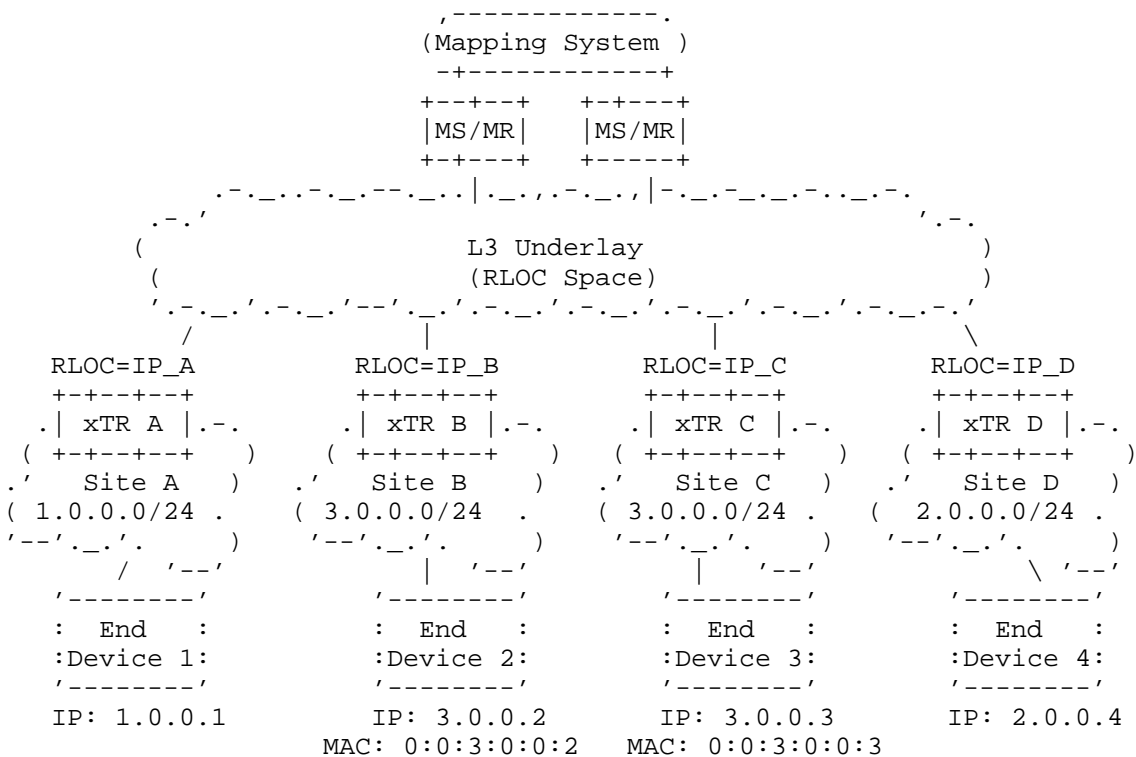 (Mapping System )
|MS/MR| |MS/MR|
L3 Underlay
(RLOC Space)
RLOC=IP_A RLOC=IP_B RLOC=IP_C RLOC=IP_D
xTR A xTR B xTR C xTR D
Site A Site B Site C Site D
1.0.0.0/24 3.0.0.0/24 3.0.0.0/24 2.0.0.0/24
: End : : End : : End : : End :
:Device 1: :Device 2: :Device 3: :Device 4:
IP: 1.0.0.1 IP: 3.0.0.2 IP: 3.0.0.3 IP: 2.0.0.4
MAC: 0:0:3:0:0:2 MAC: 0:0:3:0:0:3